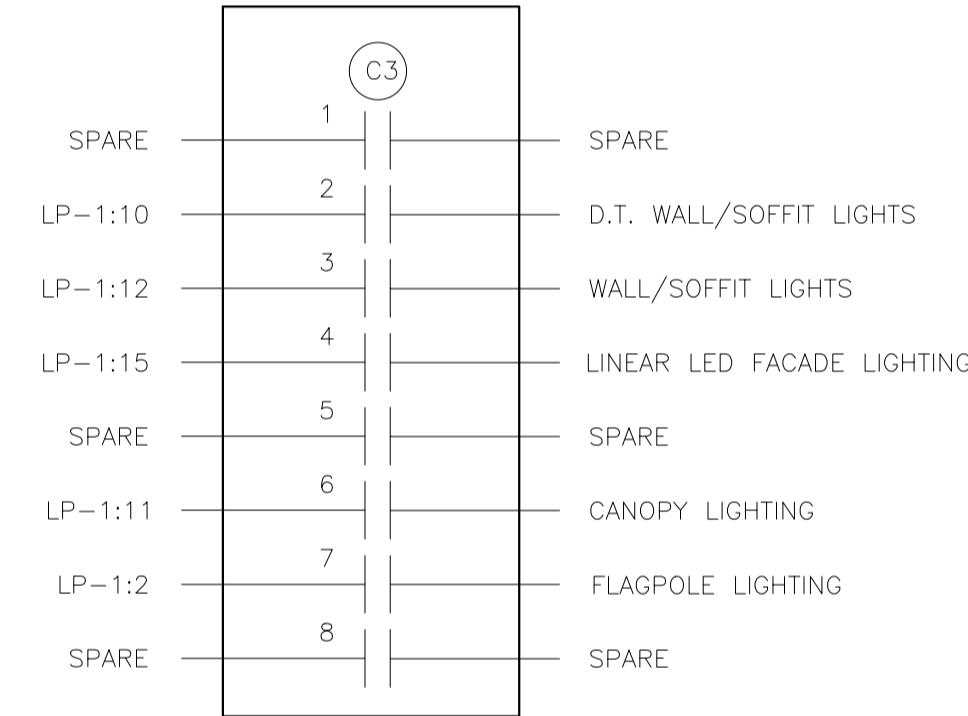 C3
1
SPARE SPARE
2
LP-1:10 D.T. WALL/SOFFIT LIGHTS
3
LP-1:12 WALL/SOFFIT LIGHTS
4
LP-1:15 LINEAR LED FACADE LIGHTING
5
SPARE SPARE
6
LP-1:11 CANOPY LIGHTING
7
LP-1:2 FLAGPOLE LIGHTING
8
SPARE SPARE